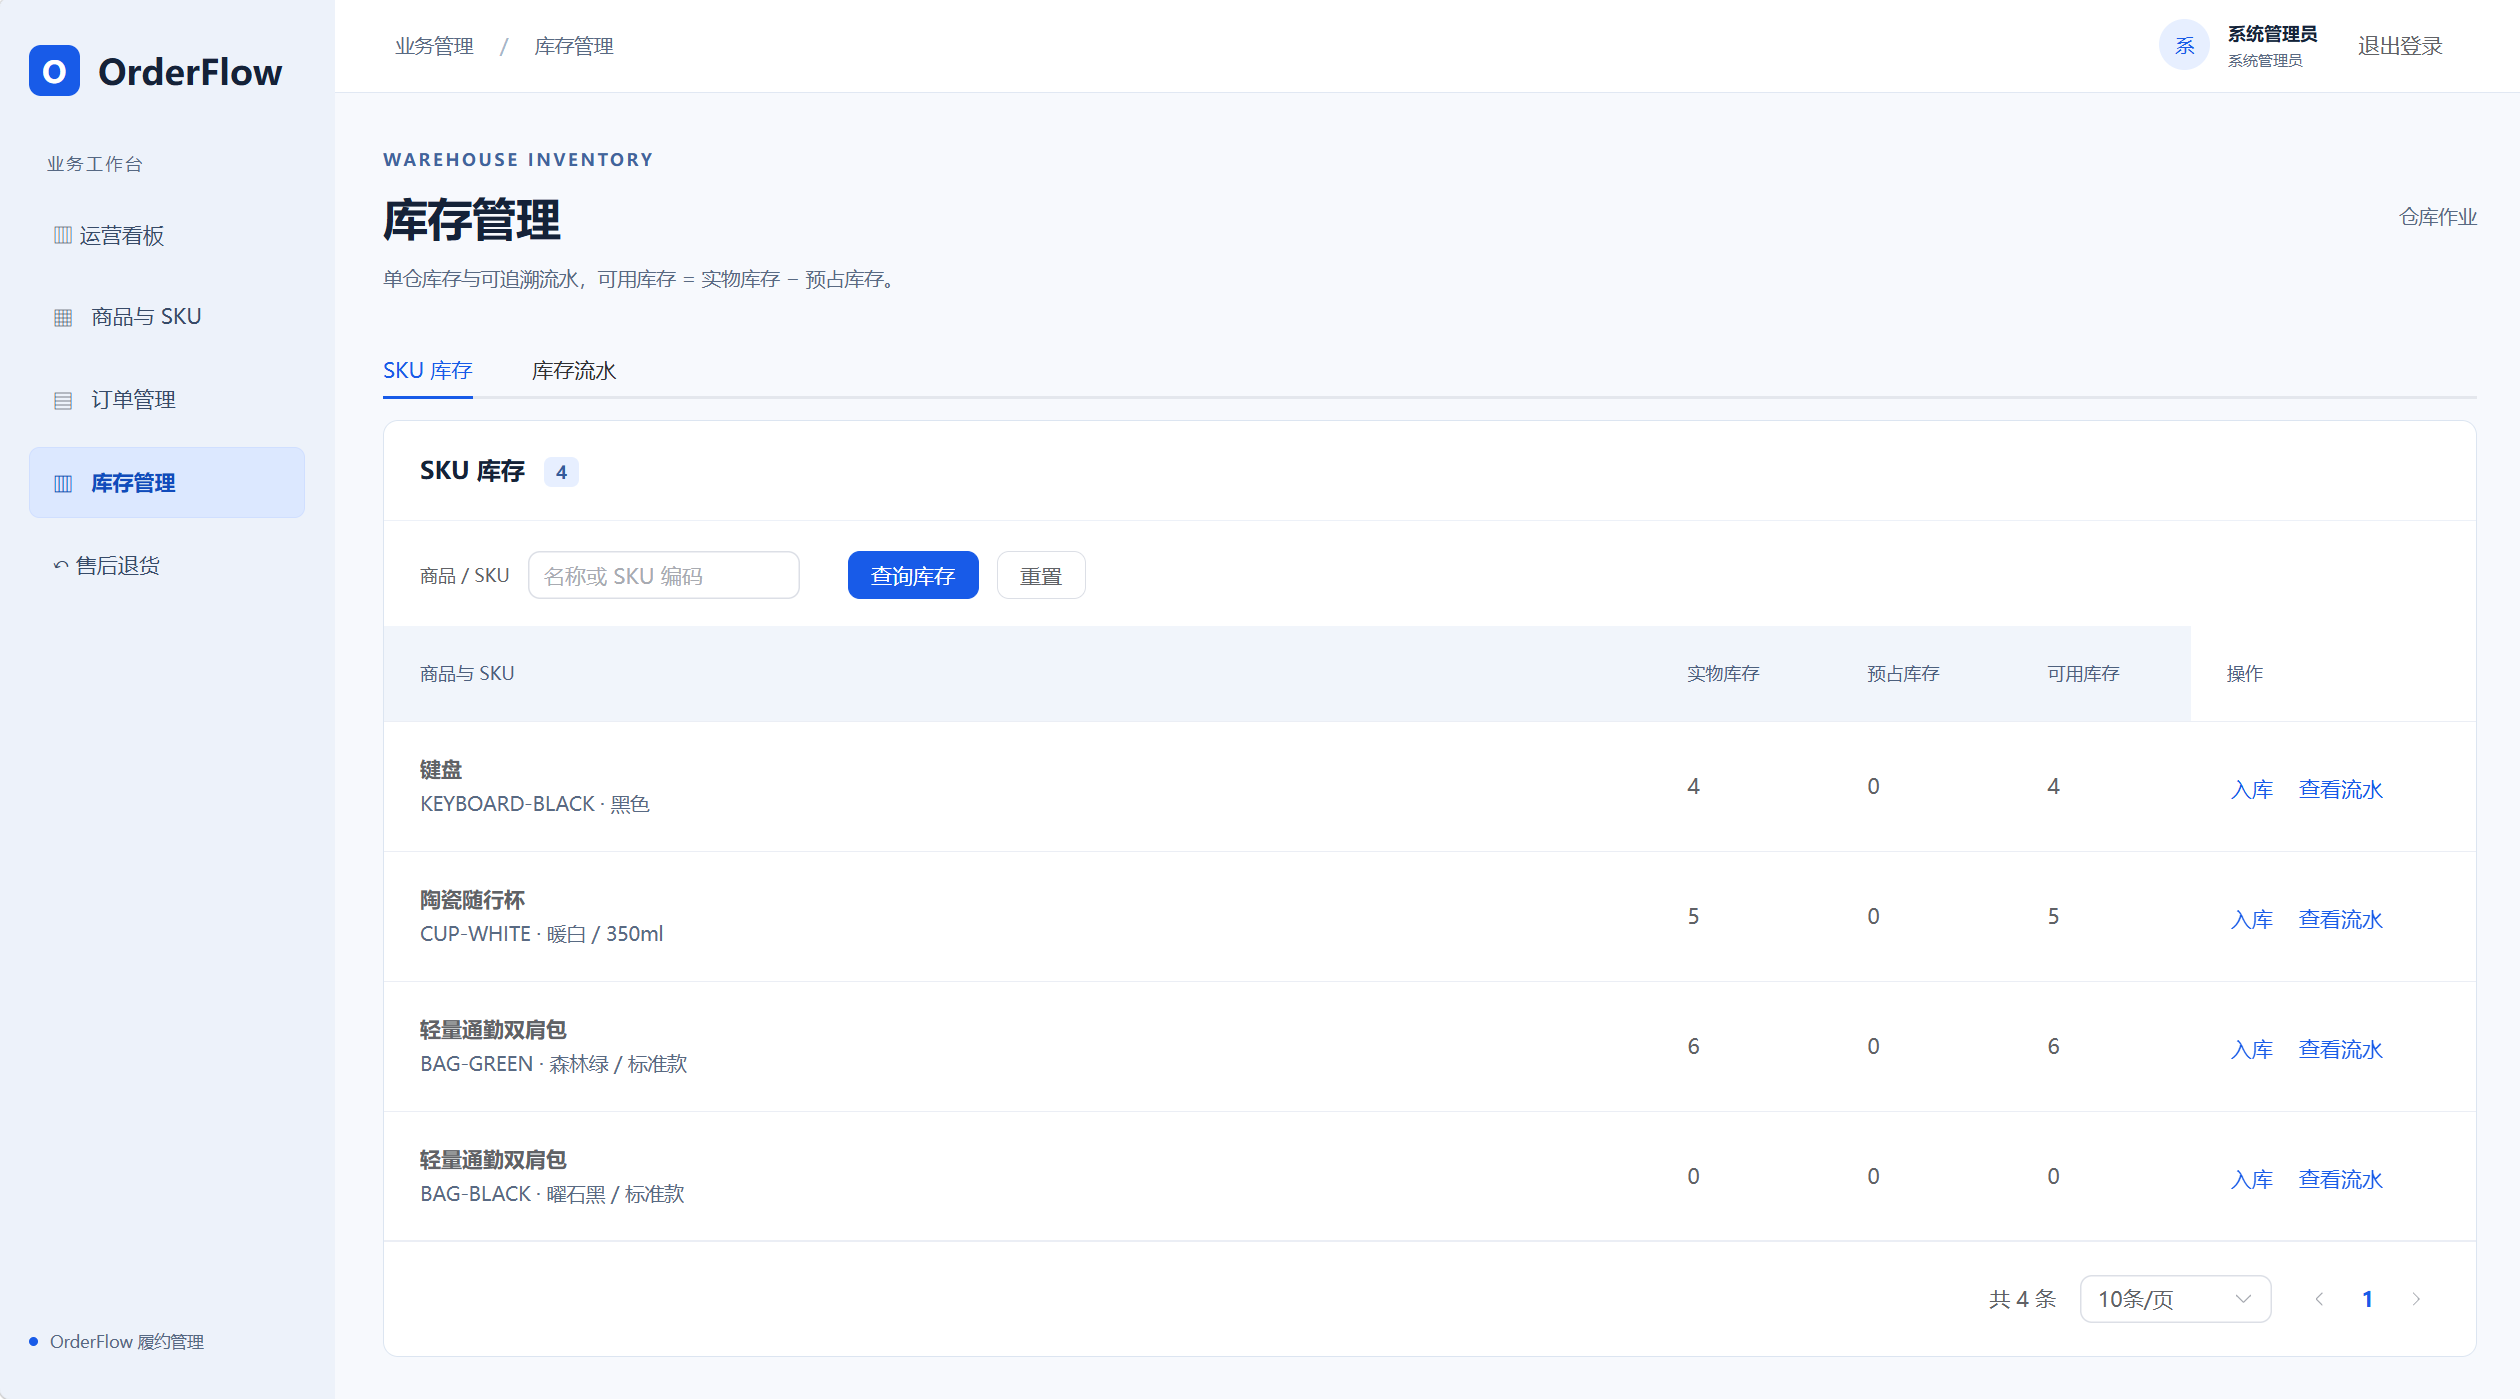 O OrderFlow
业务工作台
运营看板
商品与 SKU
订单管理
库存管理
售后退货
OrderFlow 履约管理
业务管理 / 库存管理
系
系统管理员
系统管理员
退出登录
WAREHOUSE INVENTORY
库存管理
单仓库存与可追溯流水，可用库存 = 实物库存 − 预占库存。
仓库作业
SKU 库存 库存流水
SKU 库存 4
商品 / SKU 名称或 SKU 编码 查询库存 重置
商品与 SKU 实物库存 预占库存 可用库存 操作
键盘
KEYBOARD-BLACK · 黑色
4 0 4 入库 查看流水
陶瓷随行杯
CUP-WHITE · 暖白 / 350ml
5 0 5 入库 查看流水
轻量通勤双肩包
BAG-GREEN · 森林绿 / 标准款
6 0 6 入库 查看流水
轻量通勤双肩包
BAG-BLACK · 曜石黑 / 标准款
0 0 0 入库 查看流水
共 4 条 10条/页 1